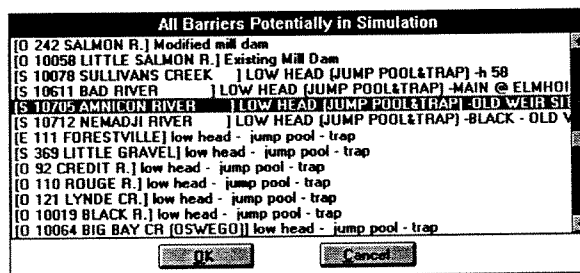 All Barriers Potentially in Simulation
[O 242 SALMON R.] Modified mill dam
[O 10058 LITTLE SALMON R.] Existing Mill Dam
[S 10078 SULLIVANS CREEK ] LOW HEAD (JUMP POOL&TRAP) -h 58
[S 10611 BAD RIVER ] LOW HEAD (JUMP POOL&TRAP) -MAIN @ ELMHOI
[S 10705 AMNICON RIVER ] LOW HEAD (JUMP POOL&TRAP) -OLD WEIR SIT
[S 10712 NEMADJI RIVER ] LOW HEAD (JUMP POOL&TRAP) -BLACK - OLD V
[E 111 FORESTVILLE] low head - jump pool - trap
[S 369 LITTLE GRAVEL] low head - jump pool - trap
[O 92 CREDIT R.] low head - jump pool - trap
[O 110 ROUGE R.] low head - jump pool - trap
[O 121 LYNDE CR.] low head - jump pool - trap
[O 10019 BLACK R.] low head - jump pool - trap
[O 10064 BIG BAY CR (OSWEGO)] low head - jump pool - trap
OK Cancel